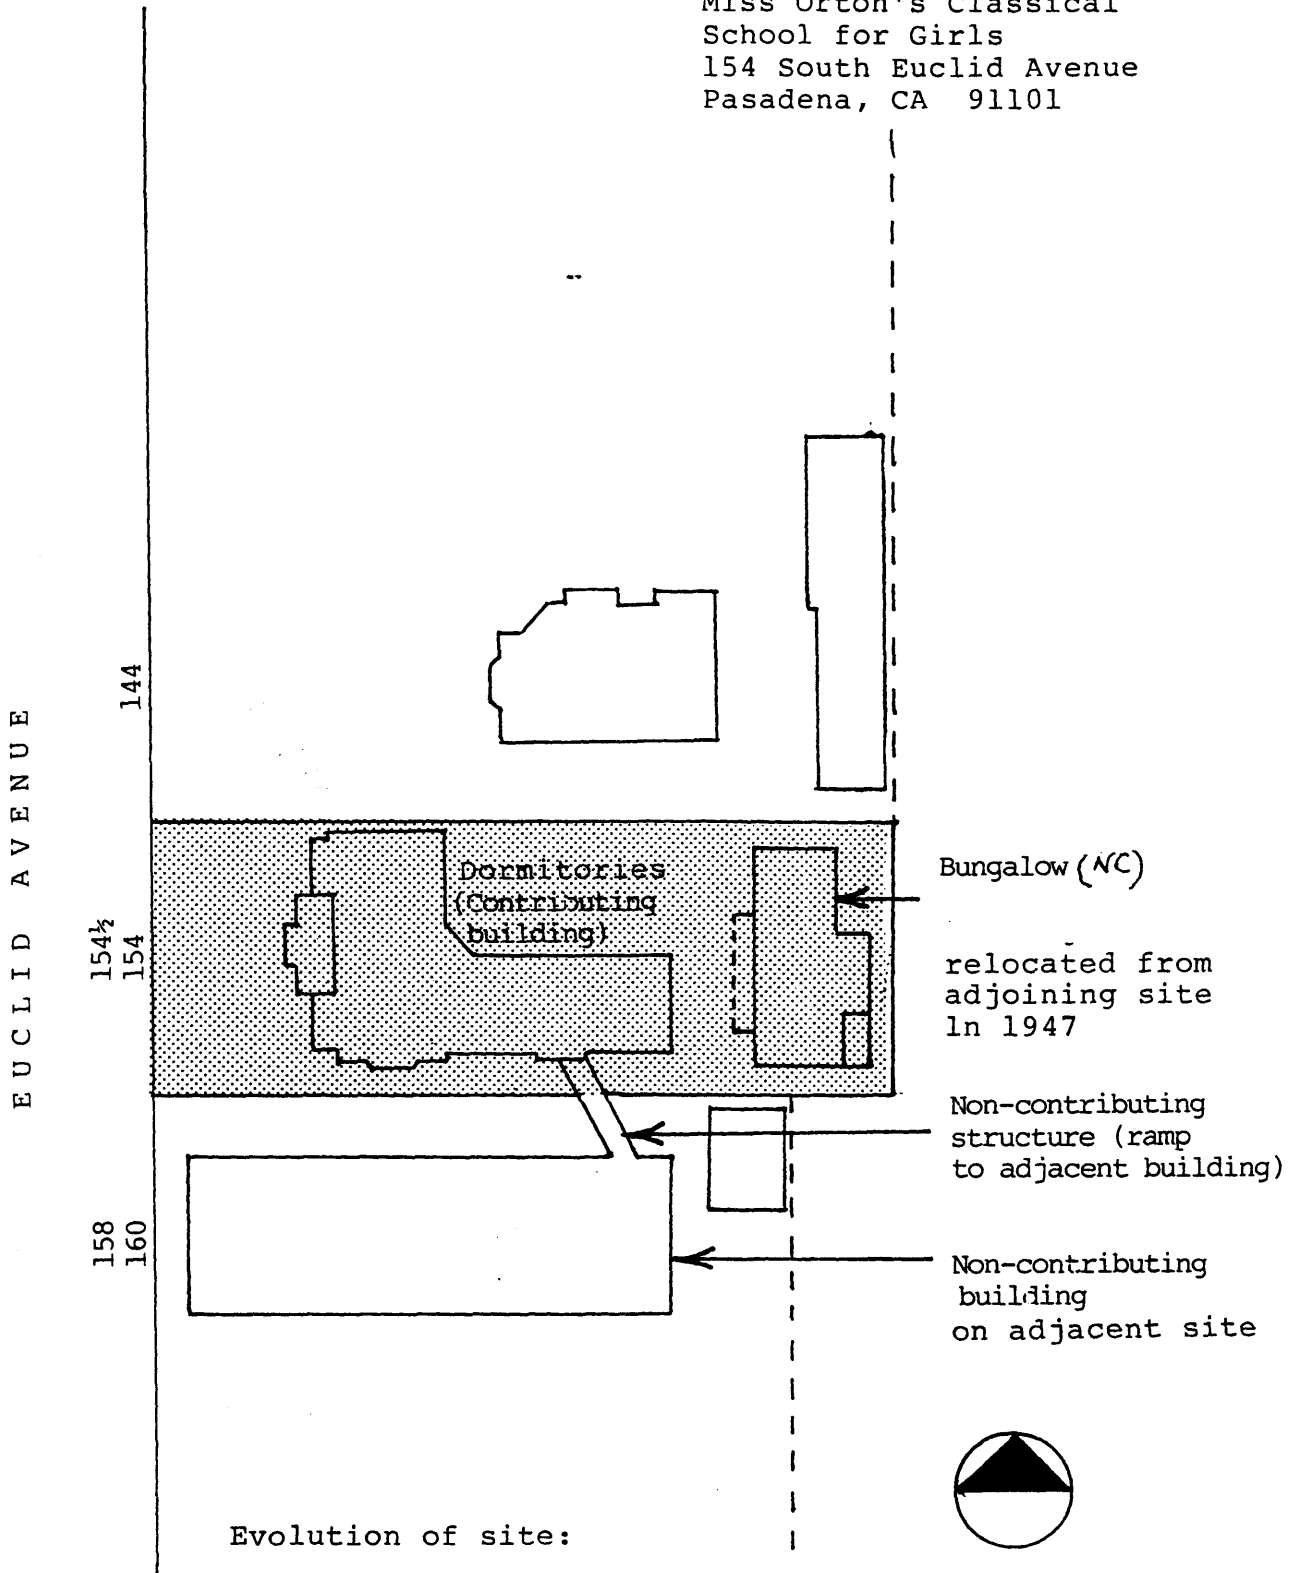 Miss Orton's Classical
School for Girls
154 South Euclid Avenue
Pasadena, CA 91101
144
EUCLID AVENUE
Dormitories
(Contributing
building)
Bungalow (NC)
154½
154
relocated from
adjoining site
in 1947
Non-contributing
structure (ramp
to adjacent building)
158
160
Non-contributing
building
on adjacent site
Evolution of site: